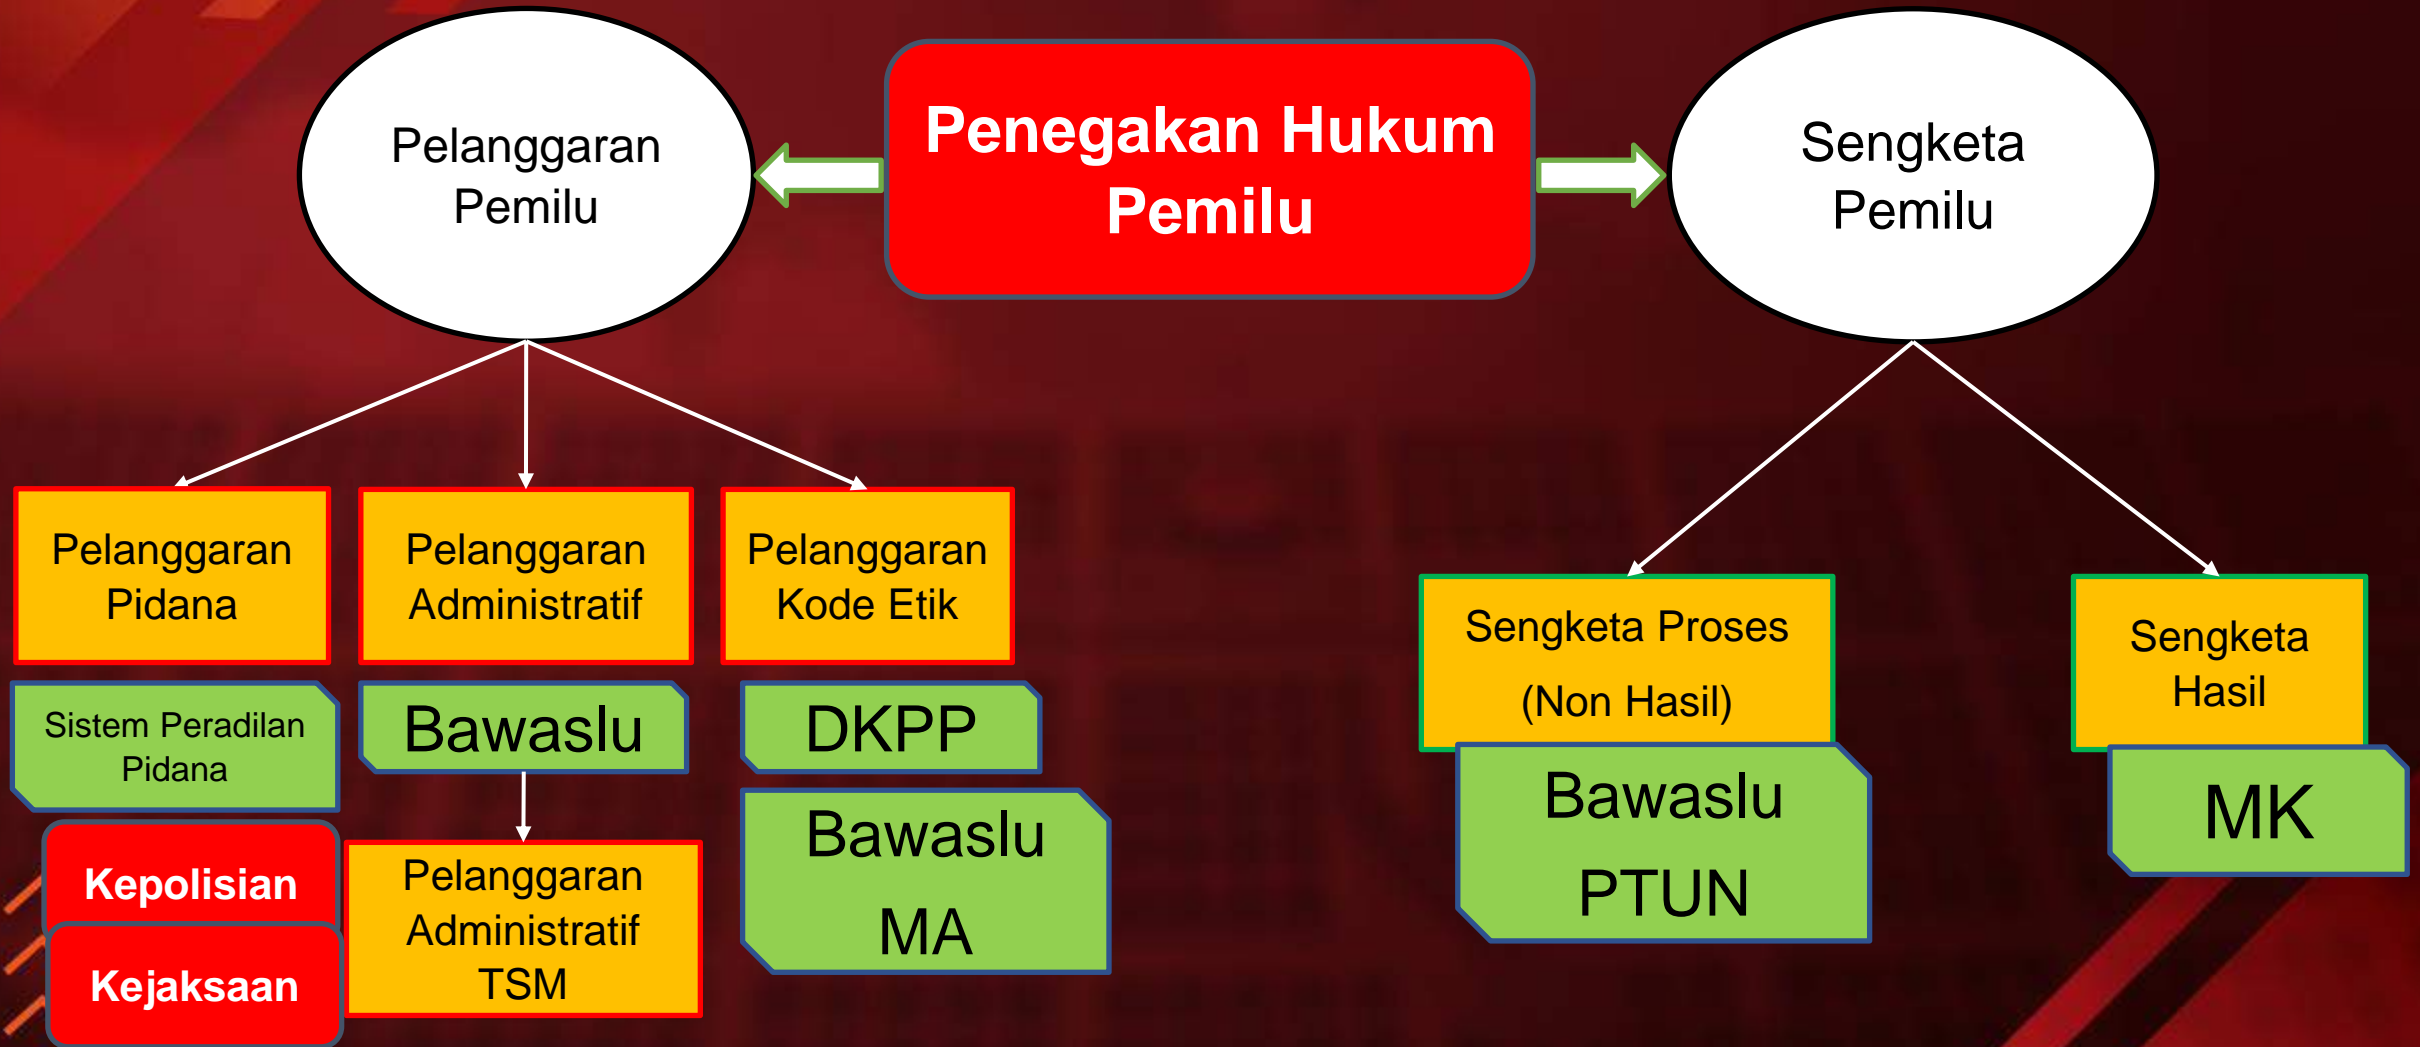 Pelanggaran
Pemilu
Penegakan Hukum
Pemilu
Sengketa
Pemilu
Pelanggaran
Pidana
Pelanggaran
Administratif
Pelanggaran
Kode Etik
Sengketa Proses
(Non Hasil)
Sengketa
Hasil
Sistem Peradilan
Pidana
Bawaslu
DKPP
Bawaslu
PTUN
MK
Kepolisian
Kejaksaan
Pelanggaran
Administratif
TSM
Bawaslu
MA